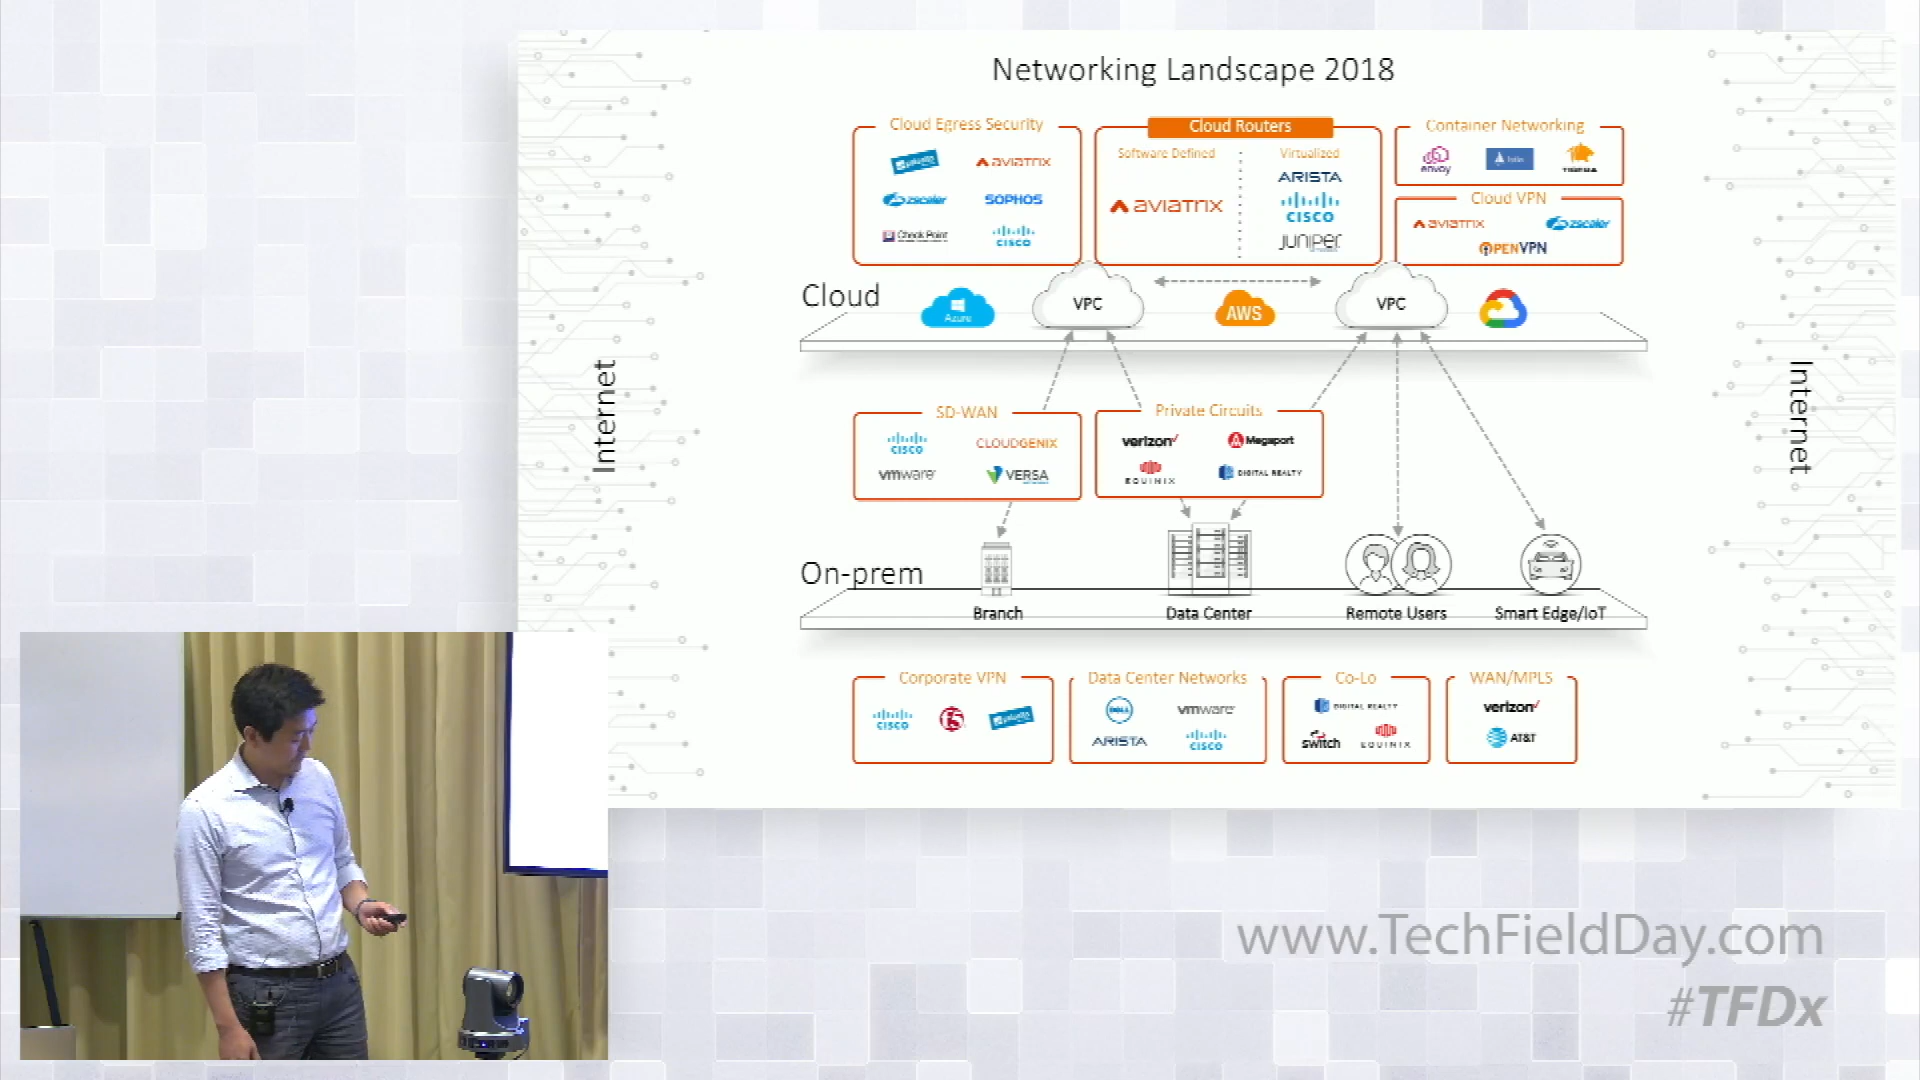 Networking Landscape 2018
Cloud Egress Security
Cloud Routers
Container Networking
Software Defined
Virtualized
paloalto
AVIATRIX
zscaler
SOPHOS
Check Point
CISCO
AVIATRIX
ARISTA
CISCO
JUNIPER
envoy
Istio
TIGERA
Cloud VPN
AVIATRIX
zscaler
OPENVPN
Cloud
Azure
VPC
AWS
VPC
Internet
Internet
SD-WAN
CISCO
CLOUDGENIX
vmware
VERSA
Private Circuits
verizon
Megaport
EQUINIX
DIGITAL REALTY
On-prem
Branch
Data Center
Remote Users
Smart Edge/IoT
Corporate VPN
CISCO
f5
paloalto
Data Center Networks
DELL
vmware
ARISTA
CISCO
Co-Lo
DIGITAL REALTY
switch
EQUINIX
WAN/MPLS
verizon
AT&T
www.TechFieldDay.com
#TFDx